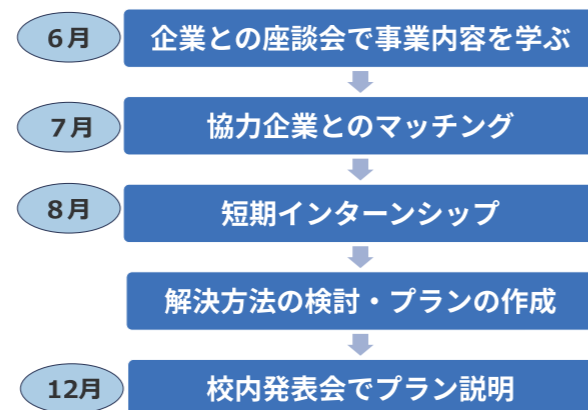 6月
企業との座談会で事業内容を学ぶ
7月
協力企業とのマッチング
8月
短期インターンシップ
解決方法の検討・プランの作成
12月
校内発表会でプラン説明